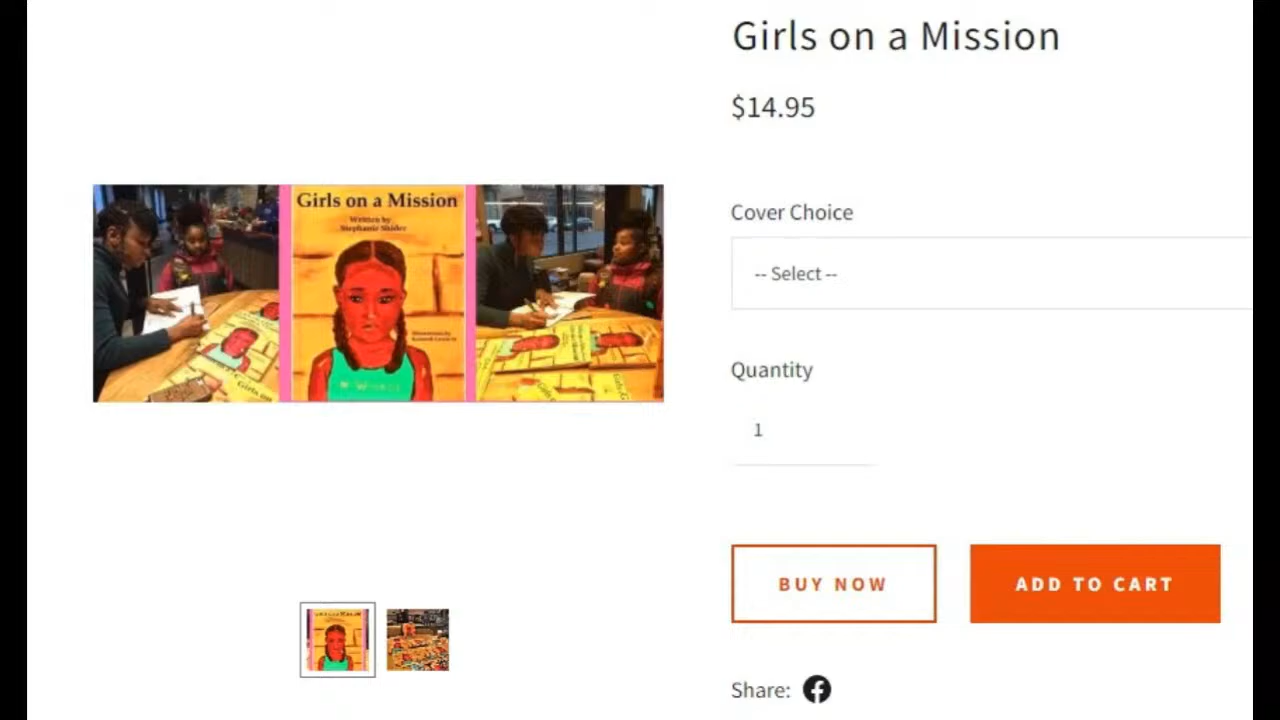 Girls on a Mission
$14.95
Cover Choice
-- Select --
Quantity
1
BUY NOW
ADD TO CART
Share:
Girls on a Mission
Written by
Stephanie